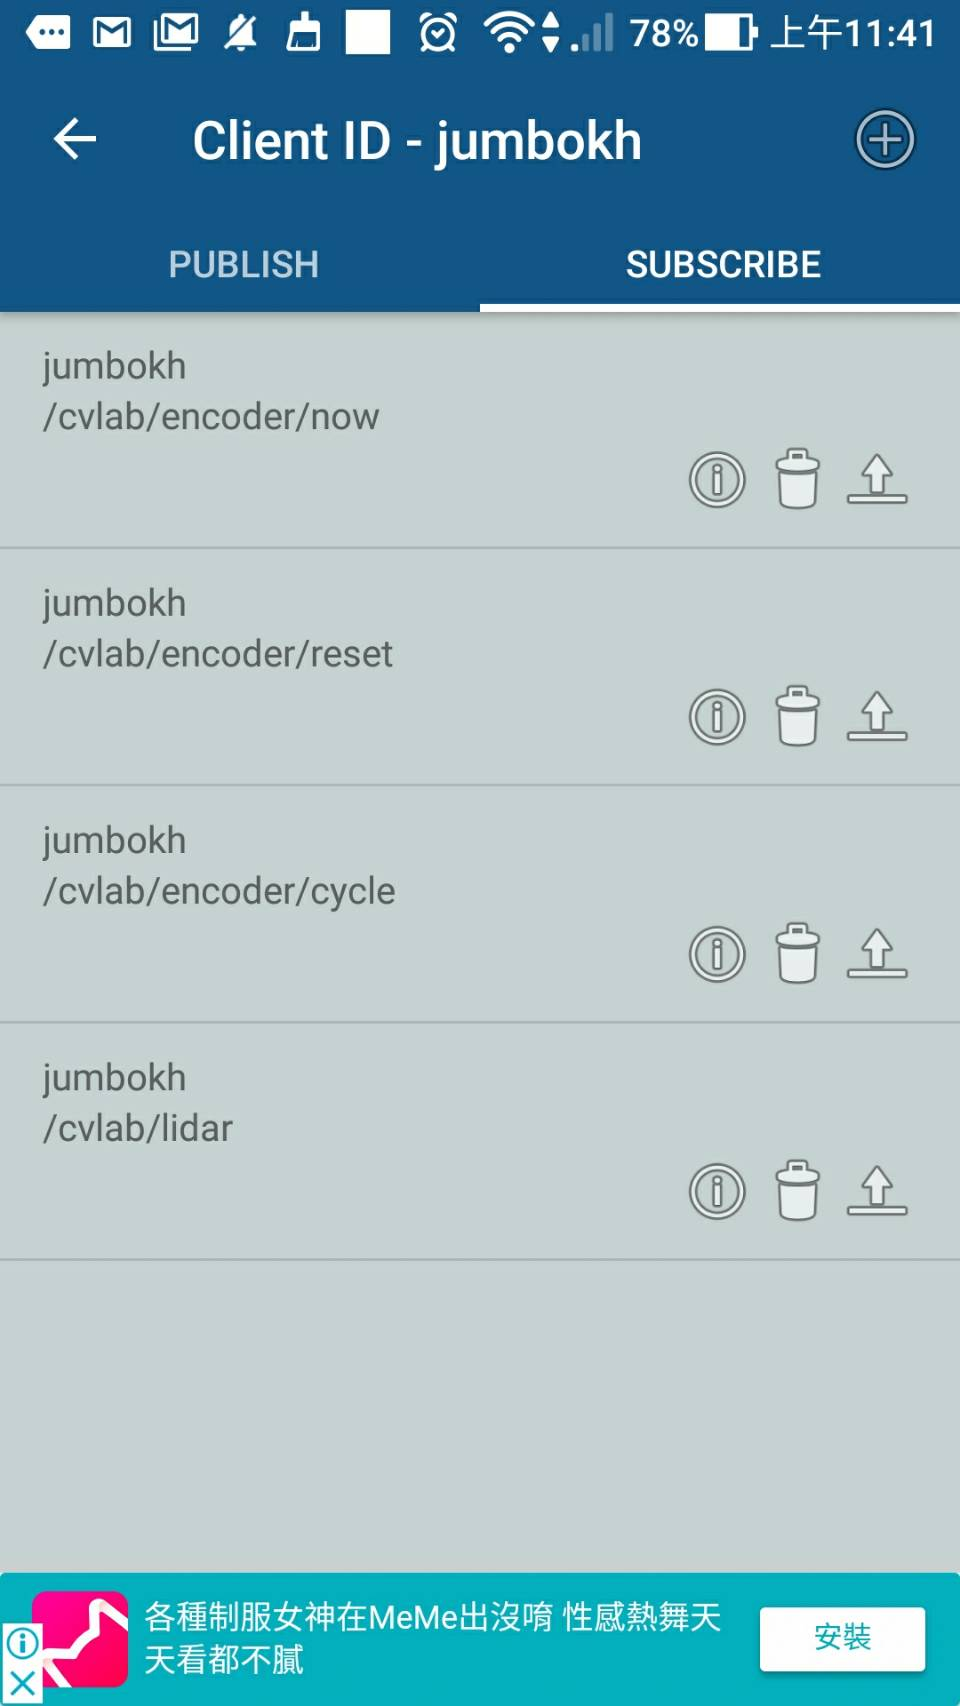 78% 上午11:41
Client ID - jumbokh
PUBLISH
SUBSCRIBE
jumbokh
/cvlab/encoder/now
jumbokh
/cvlab/encoder/reset
jumbokh
/cvlab/encoder/cycle
jumbokh
/cvlab/lidar
各種制服女神在MeMe出沒唷 性感熱舞天
天看都不膩
安裝